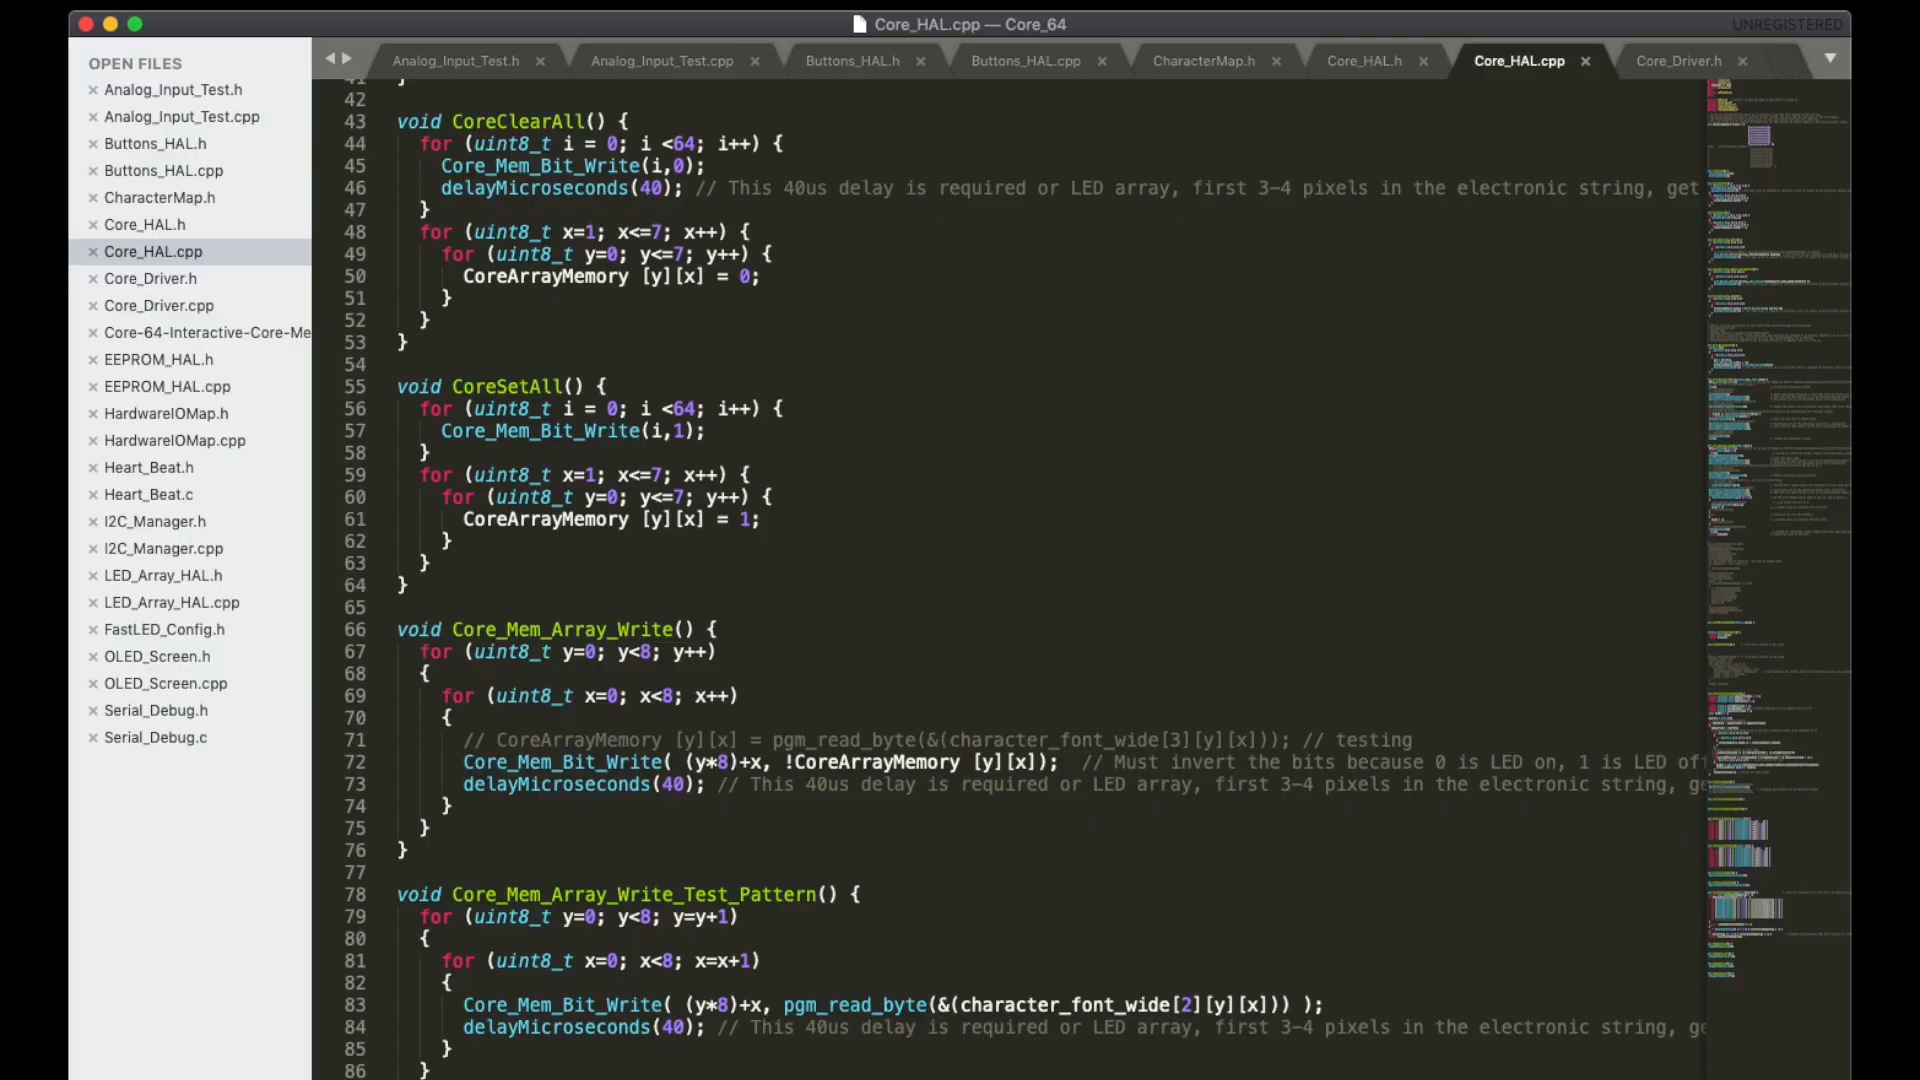 Core_HAL.cpp — Core_64
UNREGISTERED
OPEN FILES
Analog_Input_Test.h
Analog_Input_Test.cpp
Buttons_HAL.h
Buttons_HAL.cpp
CharacterMap.h
Core_HAL.h
Core_HAL.cpp
Core_Driver.h
Core_Driver.cpp
Core-64-Interactive-Core-Me
EEPROM_HAL.h
EEPROM_HAL.cpp
HardwareIOMap.h
HardwareIOMap.cpp
Heart_Beat.h
Heart_Beat.c
I2C_Manager.h
I2C_Manager.cpp
LED_Array_HAL.h
LED_Array_HAL.cpp
FastLED_Config.h
OLED_Screen.h
OLED_Screen.cpp
Serial_Debug.h
Serial_Debug.c
Analog_Input_Test.h Analog_Input_Test.cpp Buttons_HAL.h Buttons_HAL.cpp CharacterMap.h Core_HAL.h Core_HAL.cpp Core_Driver.h
41 }
42
43 void CoreClearAll() {
44 for (uint8_t i = 0; i <64; i++) {
45 Core_Mem_Bit_Write(i,0);
46 delayMicroseconds(40); // This 40us delay is required or LED array, first 3-4 pixels in the electronic string, get
47 }
48 for (uint8_t x=1; x<=7; x++) {
49 for (uint8_t y=0; y<=7; y++) {
50 CoreArrayMemory [y][x] = 0;
51 }
52 }
53 }
54
55 void CoreSetAll() {
56 for (uint8_t i = 0; i <64; i++) {
57 Core_Mem_Bit_Write(i,1);
58 }
59 for (uint8_t x=1; x<=7; x++) {
60 for (uint8_t y=0; y<=7; y++) {
61 CoreArrayMemory [y][x] = 1;
62 }
63 }
64 }
65
66 void Core_Mem_Array_Write() {
67 for (uint8_t y=0; y<8; y++)
68 {
69 for (uint8_t x=0; x<8; x++)
70 {
71 // CoreArrayMemory [y][x] = pgm_read_byte(&(character_font_wide[3][y][x])); // testing
72 Core_Mem_Bit_Write( (y*8)+x, !CoreArrayMemory [y][x]); // Must invert the bits because 0 is LED on, 1 is LED off
73 delayMicroseconds(40); // This 40us delay is required or LED array, first 3-4 pixels in the electronic string, ge
74 }
75 }
76 }
77
78 void Core_Mem_Array_Write_Test_Pattern() {
79 for (uint8_t y=0; y<8; y=y+1)
80 {
81 for (uint8_t x=0; x<8; x=x+1)
82 {
83 Core_Mem_Bit_Write( (y*8)+x, pgm_read_byte(&(character_font_wide[2][y][x])) );
84 delayMicroseconds(40); // This 40us delay is required or LED array, first 3-4 pixels in the electronic string, ge
85 }
86 }